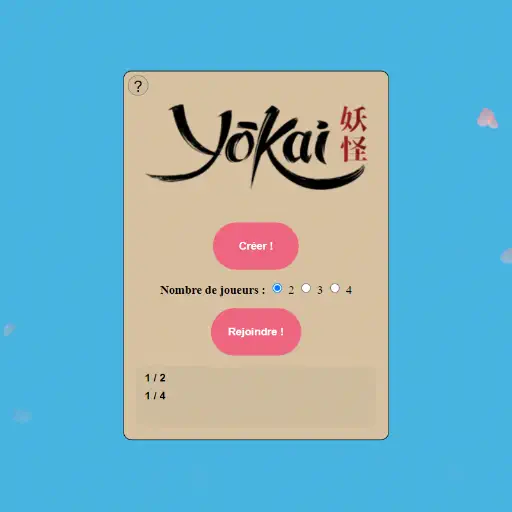 ?
Yōkai 妖怪
Créer !
Nombre de joueurs : 2 3 4
Rejoindre !
1 / 2
1 / 4